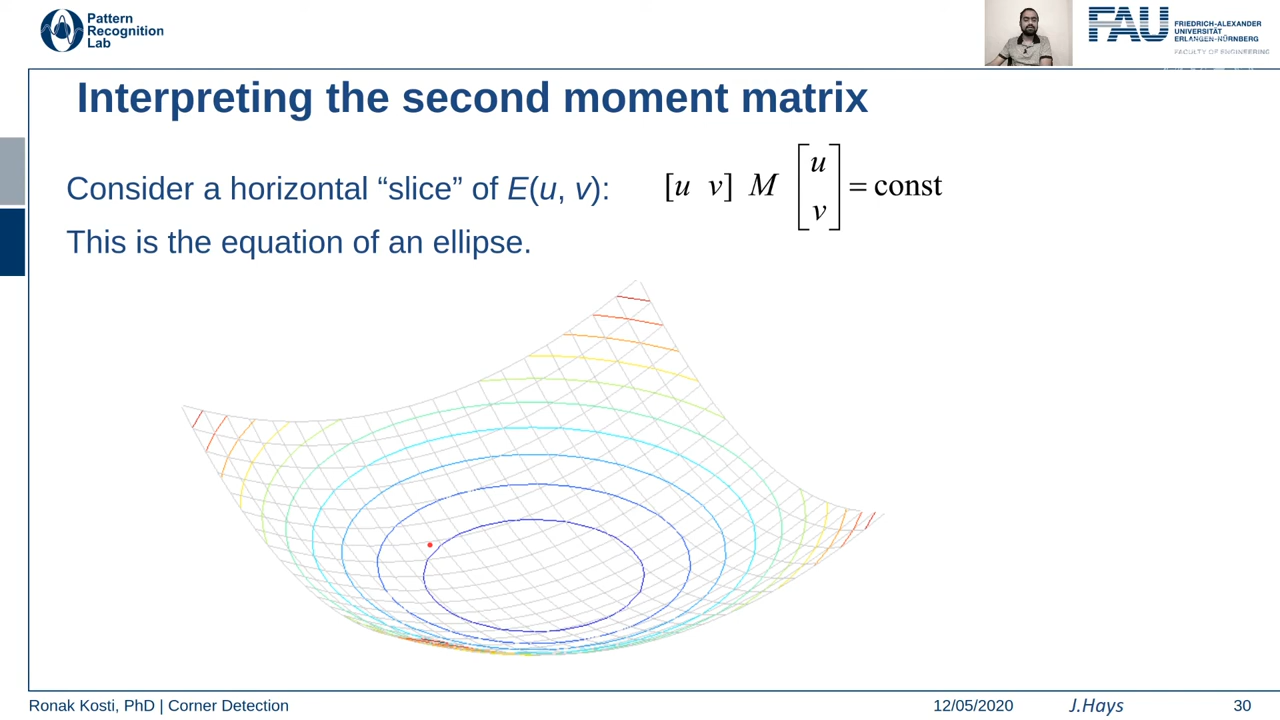 Pattern
Recognition
Lab
FAU
FRIEDRICH-ALEXANDER
UNIVERSITÄT
ERLANGEN-NÜRNBERG
FACULTY OF ENGINEERING
Interpreting the second moment matrix
Consider a horizontal “slice” of E(u, v): [u v] M [u v] = const
This is the equation of an ellipse.
Ronak Kosti, PhD | Corner Detection 12/05/2020 J.Hays 30